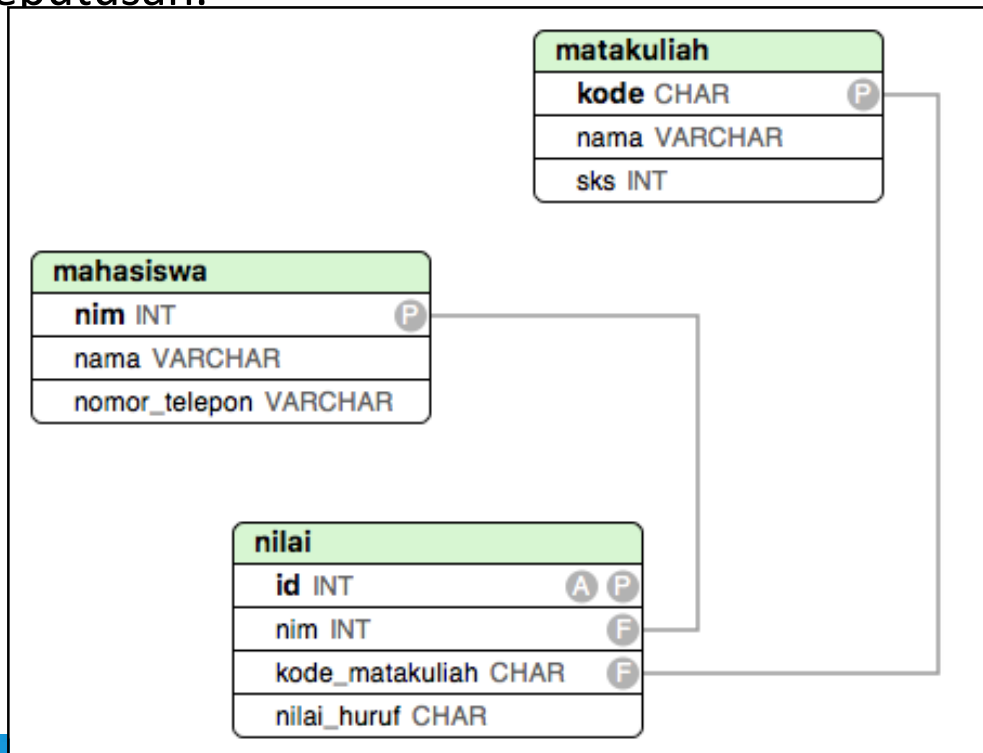 matakuliah
kode CHAR P
nama VARCHAR
sks INT
mahasiswa
nim INT P
nama VARCHAR
nomor_telepon VARCHAR
nilai
id INT A P
nim INT F
kode_matakuliah CHAR F
nilai_huruf CHAR